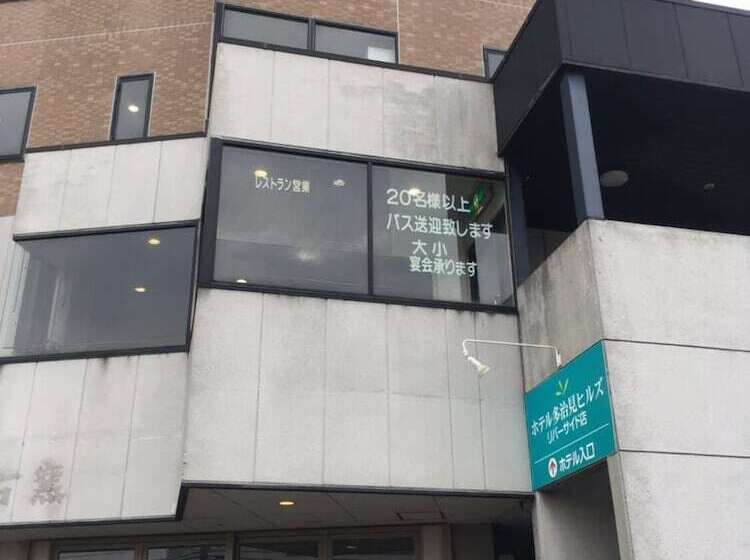 レストラン営業
20名様以上
バス送迎致します
大小
宴会承ります
ホテル多治見ヒルズ
リバーサイド店
ホテル入口